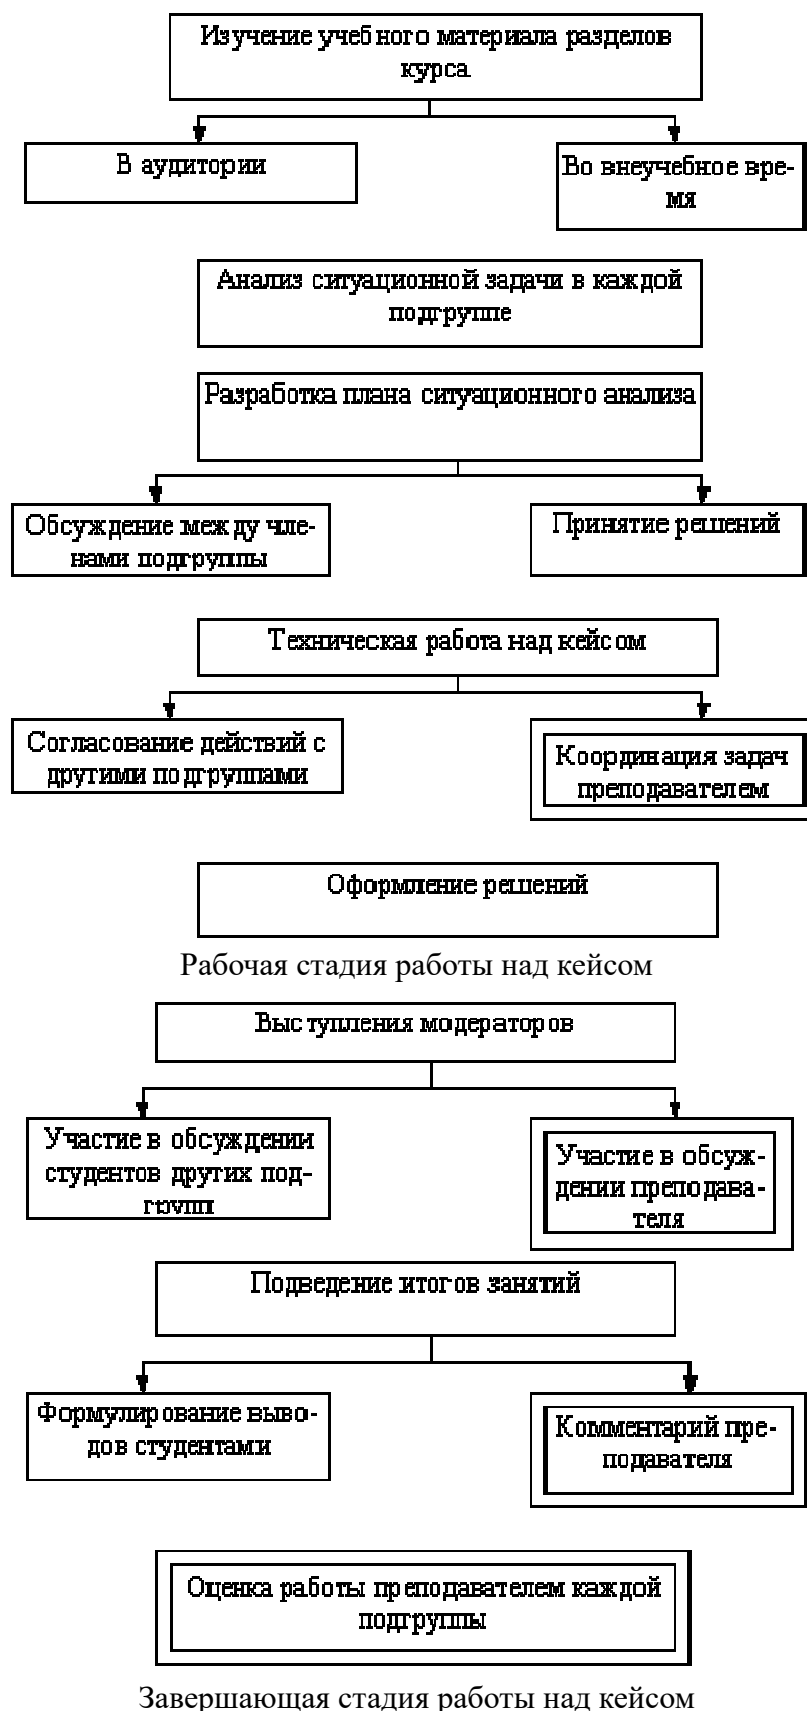 Изучение учебного материала разделов
курса
В аудитории
Во внеучебное вре-
мя
Анализ ситуационной задачи в каждой
подгруппе
Разработка плана ситуационного анализа
Обсуждение между чле-
нами подгруппы
Принятие решений
Техническая работа над кейсом
Согласование действий с
другими подгруппами
Координация задач
преподавателем
Оформление решений
Рабочая стадия работы над кейсом
Выступления модераторов
Участие в обсуждении
студентов других под-
групп
Участие в обсуж-
дении преподава-
теля
Подведение итогов занятий
Формулирование выво-
дов студентами
Комментарий пре-
подавателя
Оценка работы преподавателем каждой
подгруппы
Завершающая стадия работы над кейсом